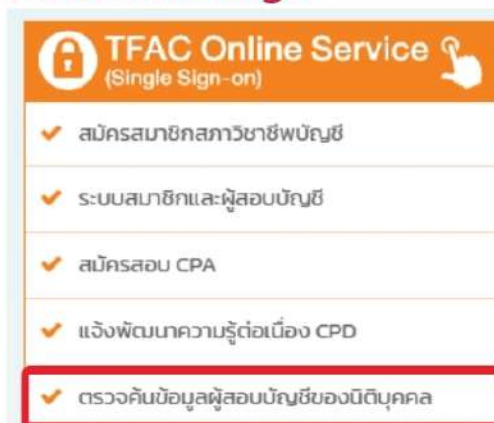 TFAC Online Service
(Single Sign-on)
สมัครสมาชิกสภาวิชาชีพบัญชี
ระบบสมาชิกและผู้สอบบัญชี
สมัครสอบ CPA
แจ้งพัฒนาความรู้ต่อเนื่อง CPD
ตรวจค้นข้อมูลผู้สอบบัญชีของนิติบุคคล